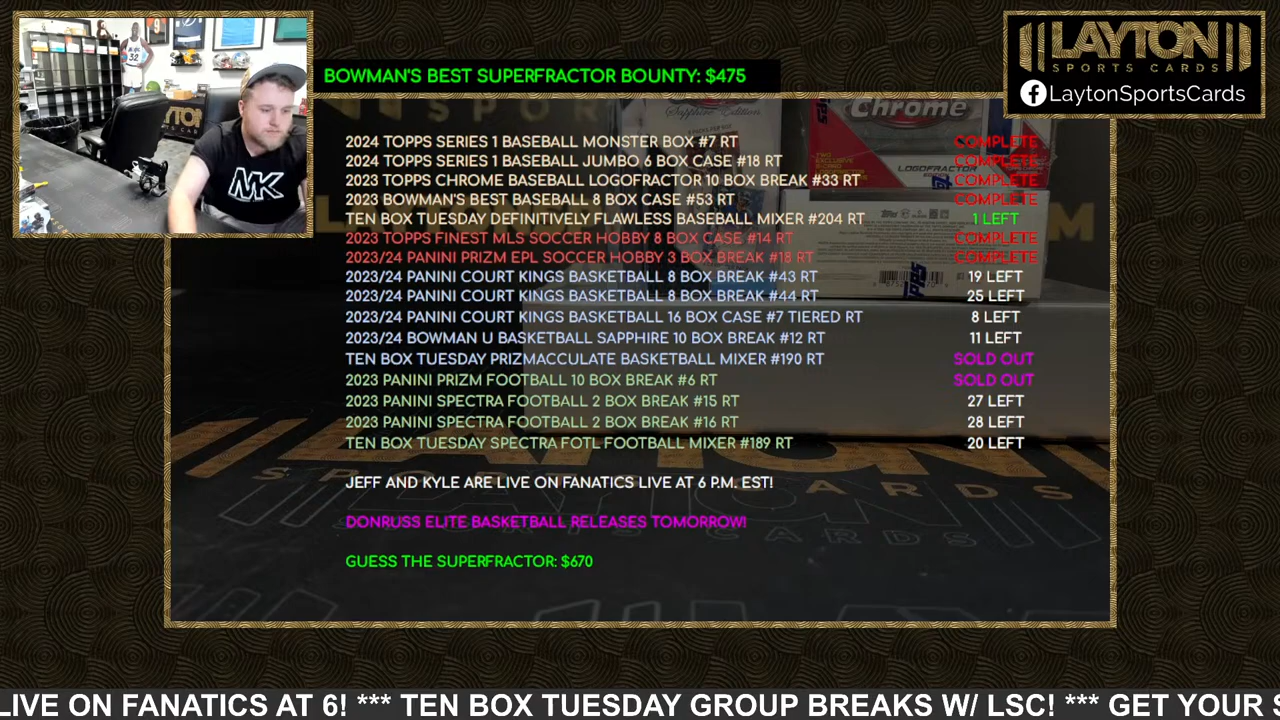 BOWMAN'S BEST SUPERFRACTOR BOUNTY: $475
LAYTON
SPORTS CARDS
LaytonSportsCards
32
MK
Sapphire Edition
Chrome
LOGOFRACTOR
2024 TOPPS SERIES 1 BASEBALL MONSTER BOX #7 RT COMPLETE
2024 TOPPS SERIES 1 BASEBALL JUMBO 6 BOX CASE #18 RT COMPLETE
2023 TOPPS CHROME BASEBALL LOGOFRACTOR 10 BOX BREAK #33 RT COMPLETE
2023 BOWMAN'S BEST BASEBALL 8 BOX CASE #53 RT COMPLETE
TEN BOX TUESDAY DEFINITIVELY FLAWLESS BASEBALL MIXER #204 RT 1 LEFT
2023 TOPPS FINEST MLS SOCCER HOBBY 8 BOX CASE #14 RT COMPLETE
2023/24 PANINI PRIZM EPL SOCCER HOBBY 3 BOX BREAK #18 RT COMPLETE
2023/24 PANINI COURT KINGS BASKETBALL 8 BOX BREAK #43 RT 19 LEFT
2023/24 PANINI COURT KINGS BASKETBALL 8 BOX BREAK #44 RT 25 LEFT
2023/24 PANINI COURT KINGS BASKETBALL 16 BOX CASE #7 TIERED RT 8 LEFT
2023/24 BOWMAN U BASKETBALL SAPPHIRE 10 BOX BREAK #12 RT 11 LEFT
TEN BOX TUESDAY PRIZMACCULATE BASKETBALL MIXER #190 RT SOLD OUT
2023 PANINI PRIZM FOOTBALL 10 BOX BREAK #6 RT SOLD OUT
2023 PANINI SPECTRA FOOTBALL 2 BOX BREAK #15 RT 27 LEFT
2023 PANINI SPECTRA FOOTBALL 2 BOX BREAK #16 RT 28 LEFT
TEN BOX TUESDAY SPECTRA FOTL FOOTBALL MIXER #189 RT 20 LEFT
JEFF AND KYLE ARE LIVE ON FANATICS LIVE AT 6 P.M. EST!
DONRUSS ELITE BASKETBALL RELEASES TOMORROW!
GUESS THE SUPERFRACTOR: $670
LIVE ON FANATICS AT 6! *** TEN BOX TUESDAY GROUP BREAKS W/ LSC! *** GET YOUR S